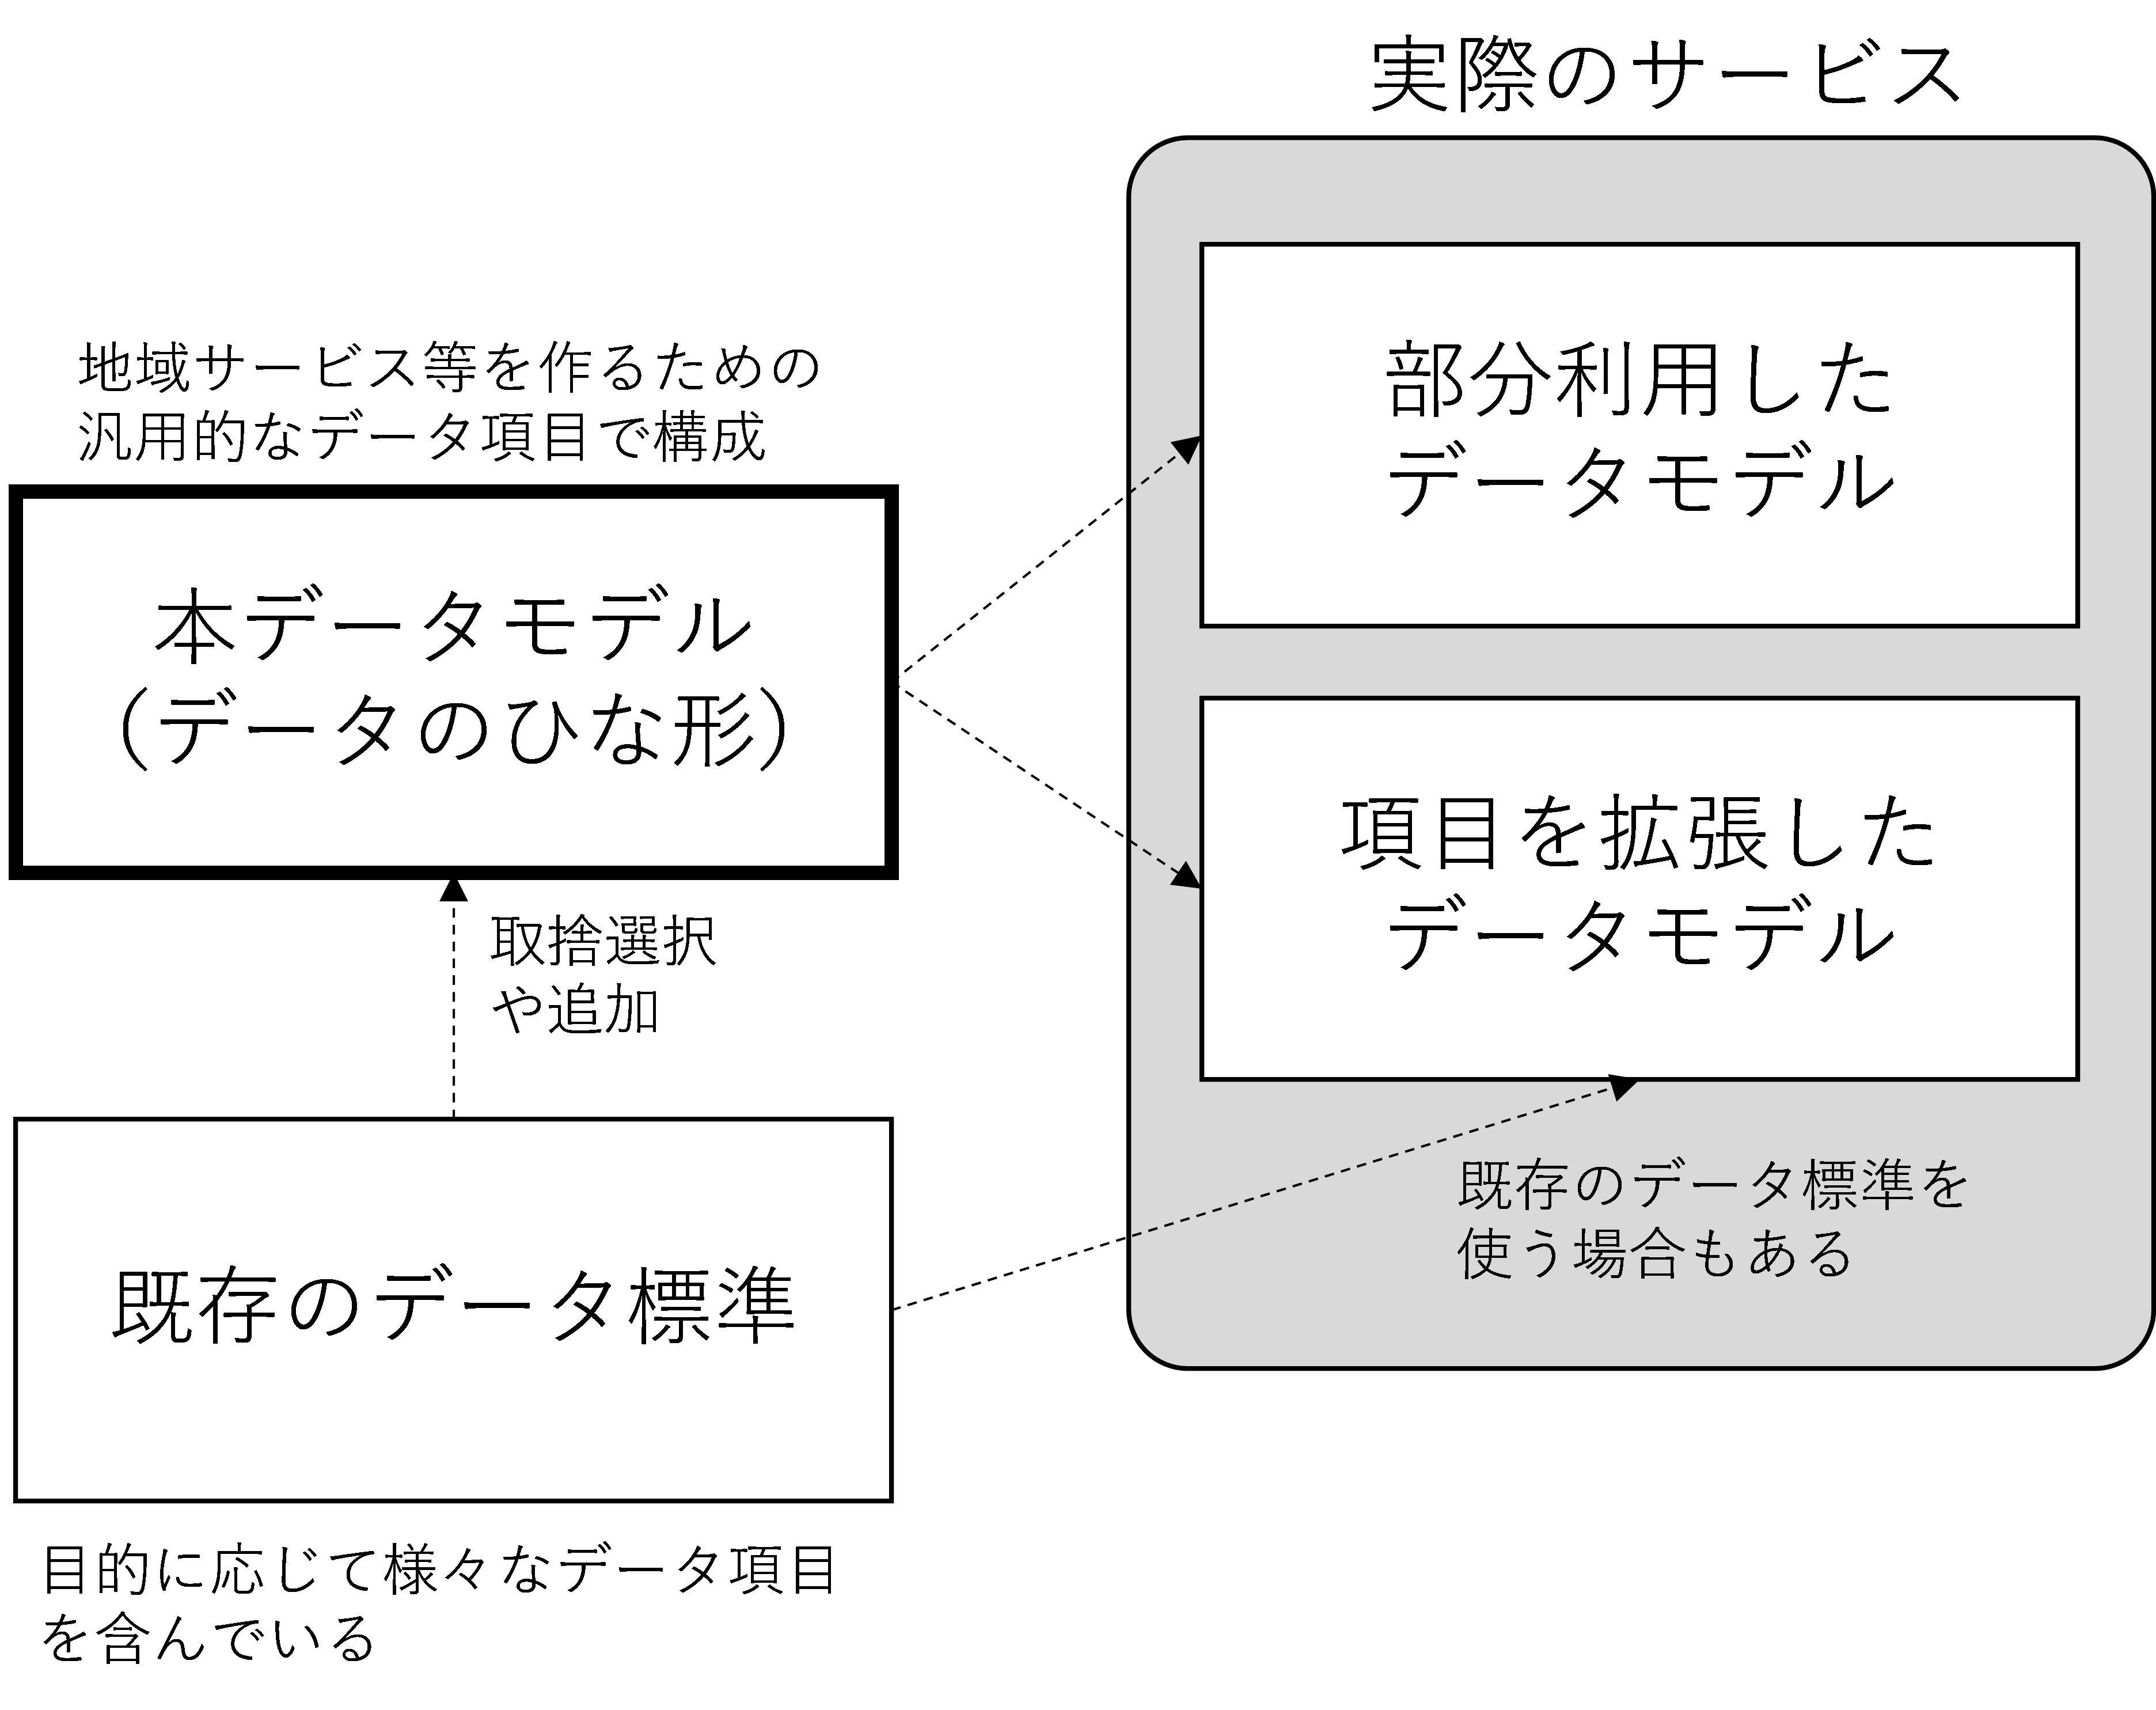 実際のサービス
地域サービス等を作るための
汎用的なデータ項目で構成
本データモデル
（データのひな形）
部分利用した
データモデル
項目を拡張した
データモデル
取捨選択
や追加
既存のデータ標準を
使う場合もある
既存のデータ標準
目的に応じて様々なデータ項目
を含んでいる